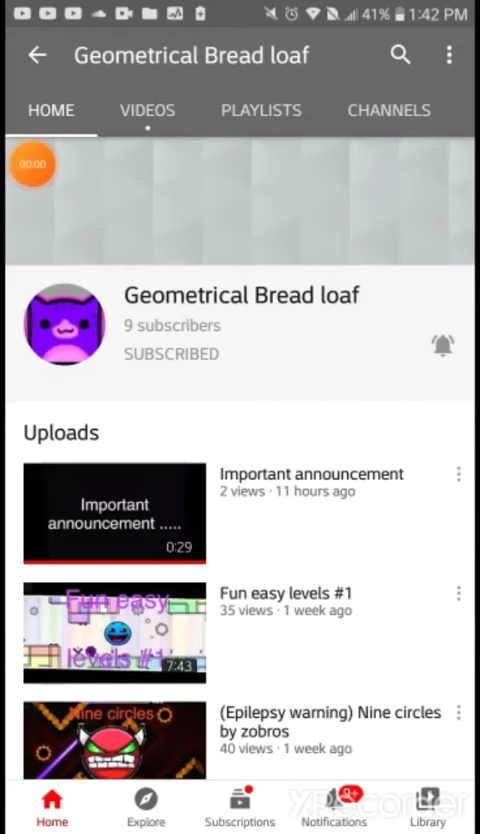 41% 1:42 PM
Geometrical Bread loaf
HOME VIDEOS PLAYLISTS CHANNELS
00:00
Geometrical Bread loaf
9 subscribers
SUBSCRIBED
Uploads
Important
announcement .....
0:29
Important announcement
2 views · 11 hours ago
Fun easy
levels #1
7:43
Fun easy levels #1
35 views · 1 week ago
Nine circles
(Epilepsy warning) Nine circles
by zobros
40 views · 1 week ago
Home Explore Subscriptions Notifications Library
XRecorder